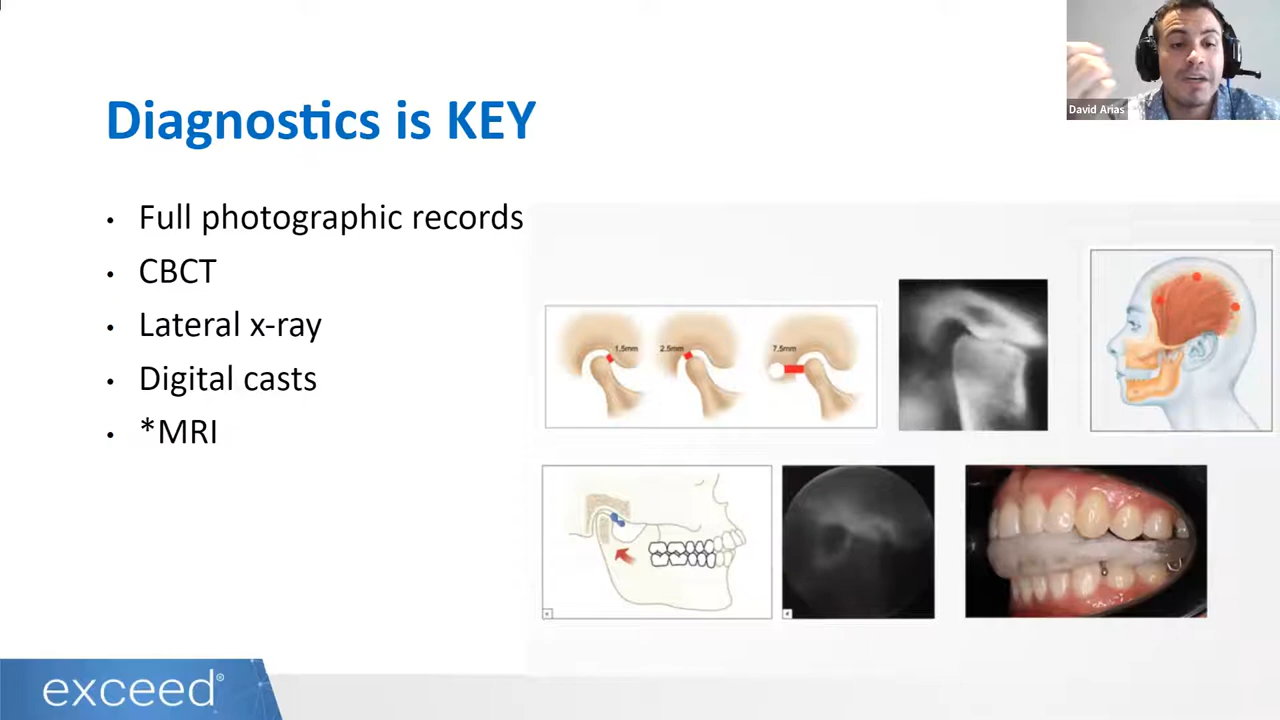 David Arias
Diagnostics is KEY
• Full photographic records
• CBCT
• Lateral x-ray
• Digital casts
• *MRI
1.5mm
2.5mm
7.5mm
exceed®